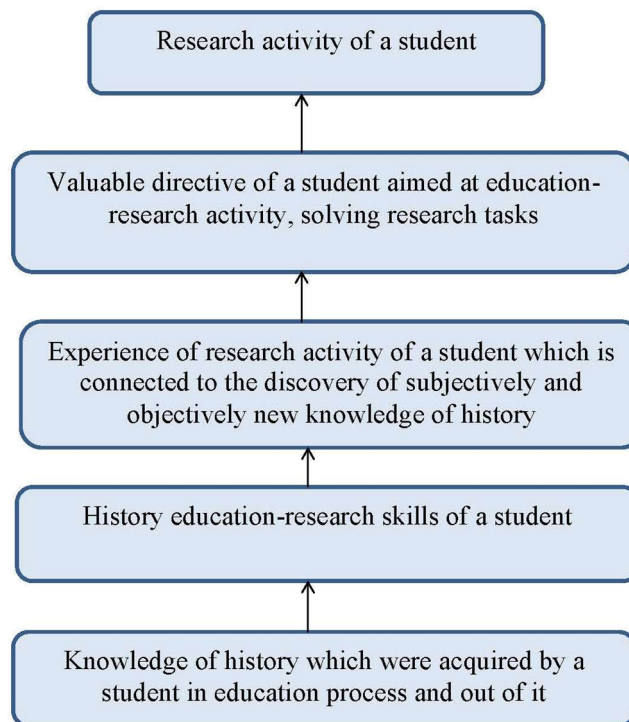 Research activity of a student
Valuable directive of a student aimed at education-
research activity, solving research tasks
Experience of research activity of a student which is
connected to the discovery of subjectively and
objectively new knowledge of history
History education-research skills of a student
Knowledge of history which were acquired by a
student in education process and out of it